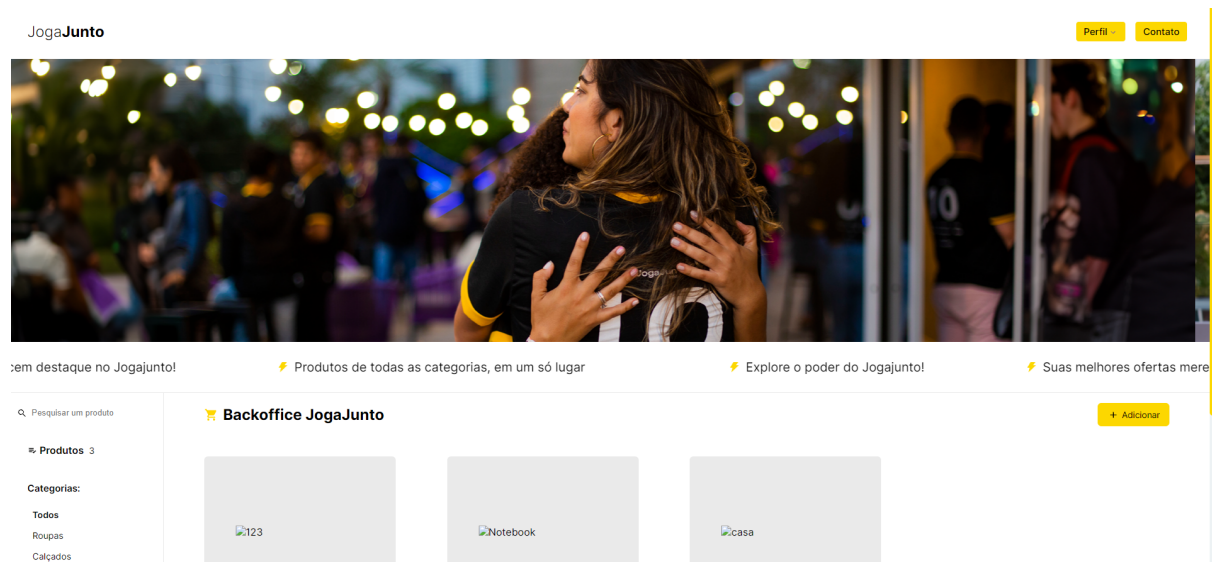 JogaJunto
Perfil
Contato
10
JogaJun
10
cem destaque no Jogajunto!
Produtos de todas as categorias, em um só lugar
Explore o poder do Jogajunto!
Suas melhores ofertas mere
Pesquisar um produto
Backoffice JogaJunto
+ Adicionar
Produtos 3
Categorias:
Todos
Roupas
Calçados
123
Notebook
casa